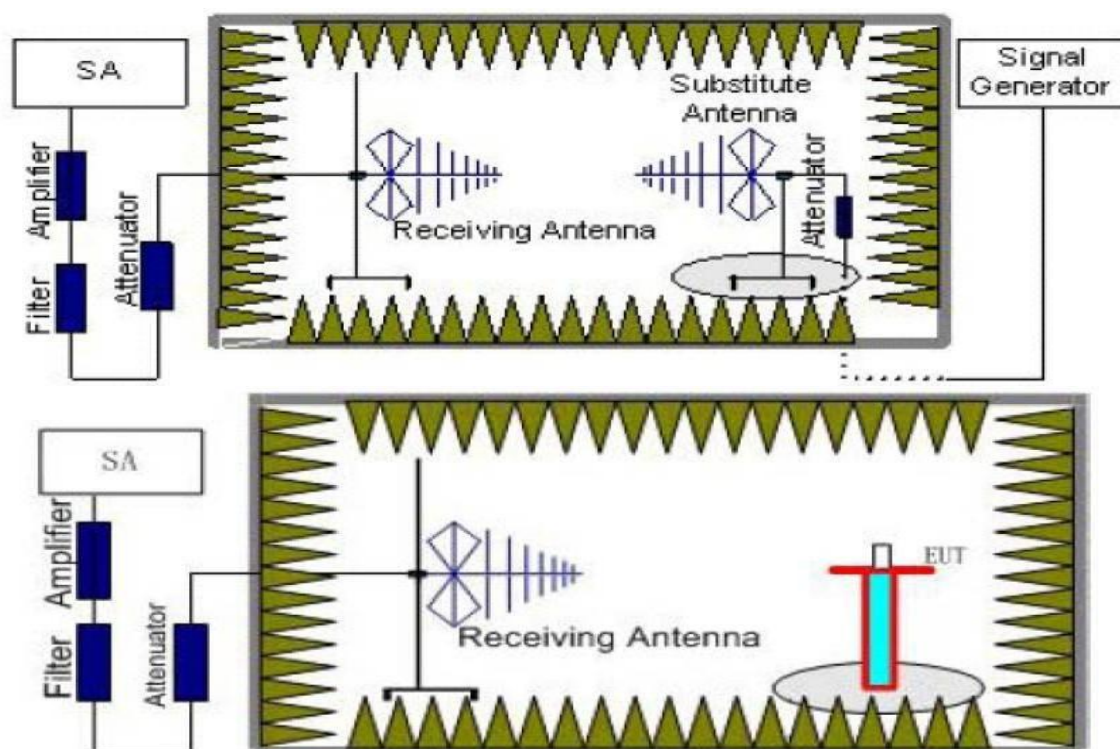 SA
Signal
Generator
Substitute
Antenna
Amplifier
Attenuator
Attenuator
Receiving Antenna
Filter
SA
Amplifier
EUT
Attenuator
Receiving Antenna
Filter